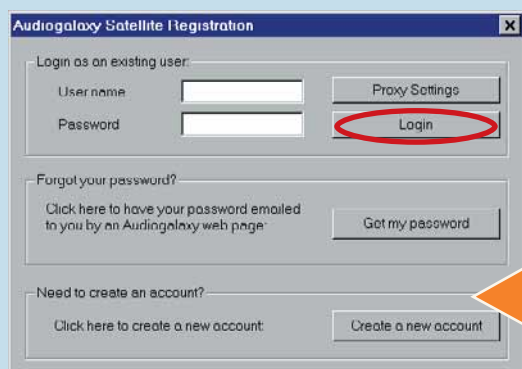 Audiogalaxy Satellite Registration
Login as an existing user:
User name
Proxy Settings
Password
Login
Forgot your password?
Click here to have your password emailed
to you by an Audiogalaxy web page:
Get my password
Need to create an account?
Click here to create a new account:
Create a new account